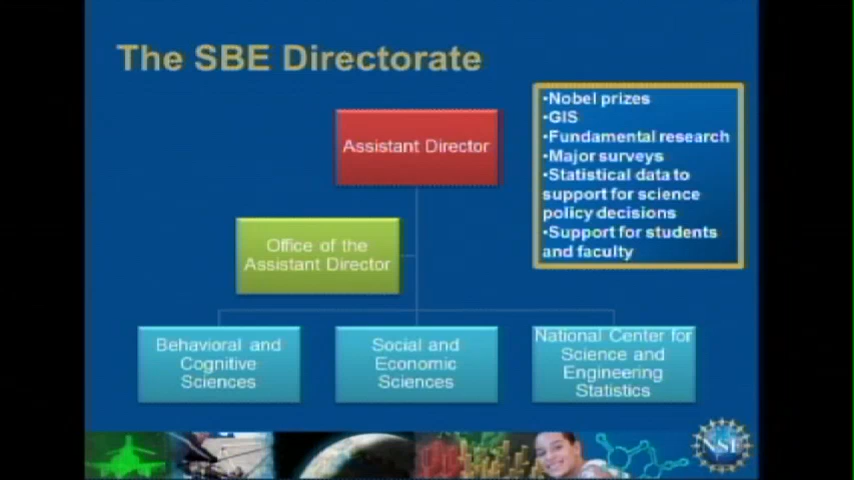 The SBE Directorate
Assistant Director
•Nobel prizes
•GIS
•Fundamental research
•Major surveys
•Statistical data to
support for science
policy decisions
•Support for students
and faculty
Office of the
Assistant Director
Behavioral and
Cognitive
Sciences
Social and
Economic
Sciences
National Center for
Science and
Engineering
Statistics
NSF